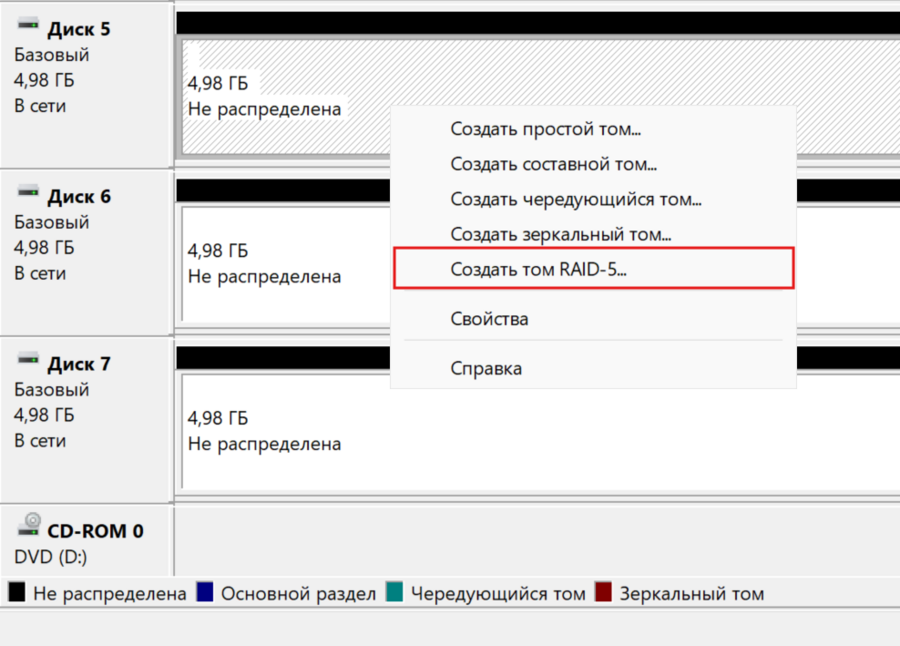 Диск 5
Базовый
4,98 ГБ
В сети
4,98 ГБ
Не распределена
Создать простой том...
Создать составной том...
Создать чередующийся том...
Создать зеркальный том...
Создать том RAID-5...
Свойства
Справка
Диск 6
Базовый
4,98 ГБ
В сети
4,98 ГБ
Не распределена
Диск 7
Базовый
4,98 ГБ
В сети
4,98 ГБ
Не распределена
CD-ROM 0
DVD (D:)
Не распределена Основной раздел Чередующийся том Зеркальный том